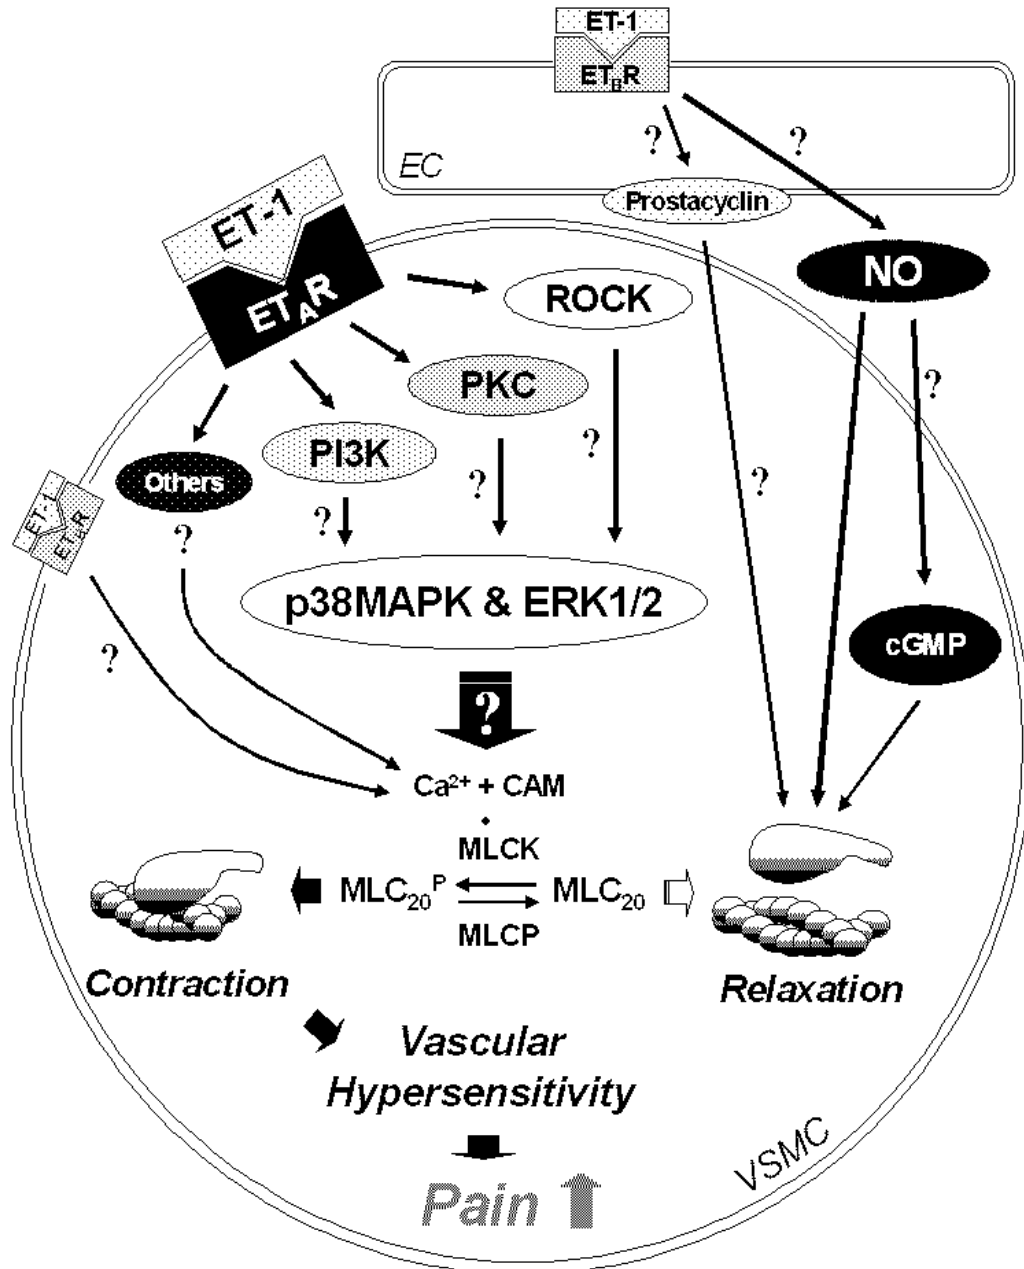 ET-1
ETBR
?
?
EC
Prostacyclin
ET-1
ETAR
NO
ROCK
PKC
?
PI3K
?
Others
?
?
?
?
ET-1
ETBR
p38MAPK & ERK1/2
?
cGMP
?
Ca2+ + CAM
MLCK
MLC20P
MLC20
MLCP
Contraction
Relaxation
Vascular
Hypersensitivity
VSMC
Pain